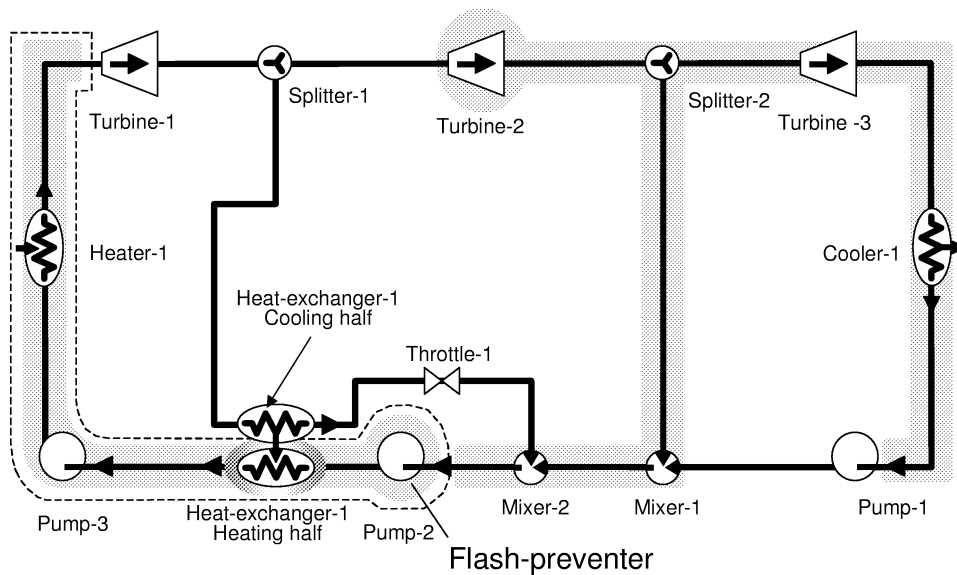 Splitter-1
Splitter-2
Turbine-1
Turbine-2
Turbine -3
Heater-1
Cooler-1
Heat-exchanger-1
Cooling half
Throttle-1
Mixer-2
Mixer-1
Pump-1
Pump-3
Heat-exchanger-1
Heating half
Pump-2
Flash-preventer